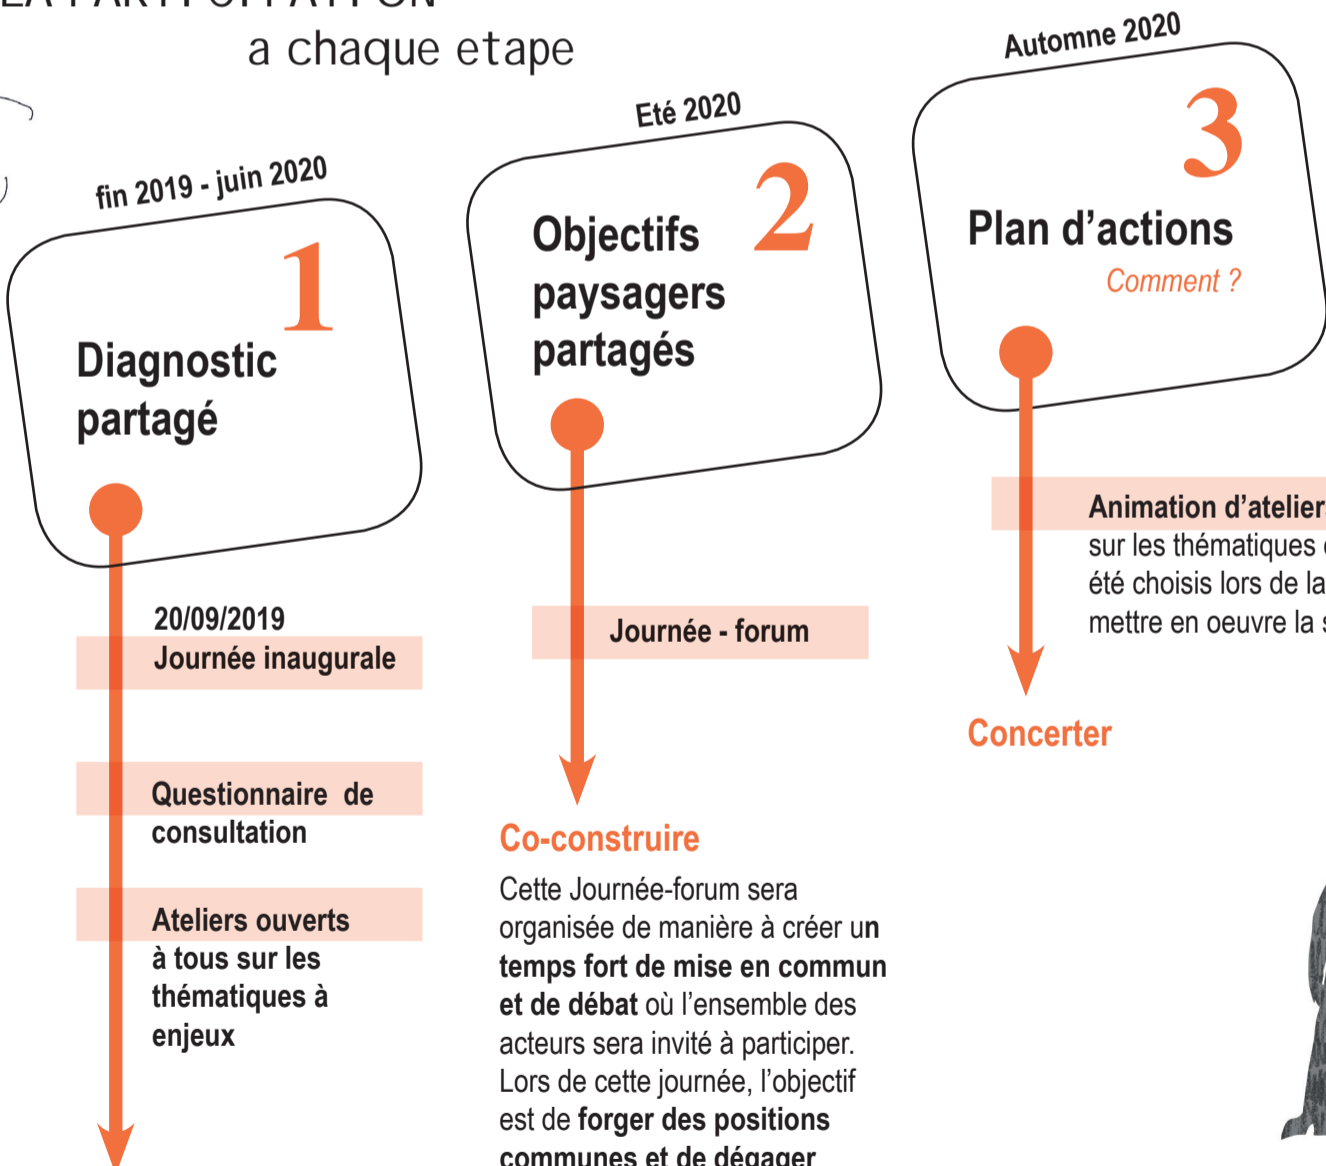 LA PARTICIPATION
a chaque etape
fin 2019 - juin 2020
1
Diagnostic
partagé
20/09/2019
Journée inaugurale
Questionnaire de
consultation
Ateliers ouverts
à tous sur les
thématiques à
enjeux
Eté 2020
2
Objectifs
paysagers
partagés
Journée - forum
Co-construire
Cette Journée-forum sera
organisée de manière à créer un
temps fort de mise en commun
et de débat où l'ensemble des
acteurs sera invité à participer.
Lors de cette journée, l'objectif
est de forger des positions
communes et de dégager
Automne 2020
3
Plan d'actions
Comment ?
Animation d'atelier
sur les thématiques
été choisis lors de la
mettre en oeuvre la
Concerter